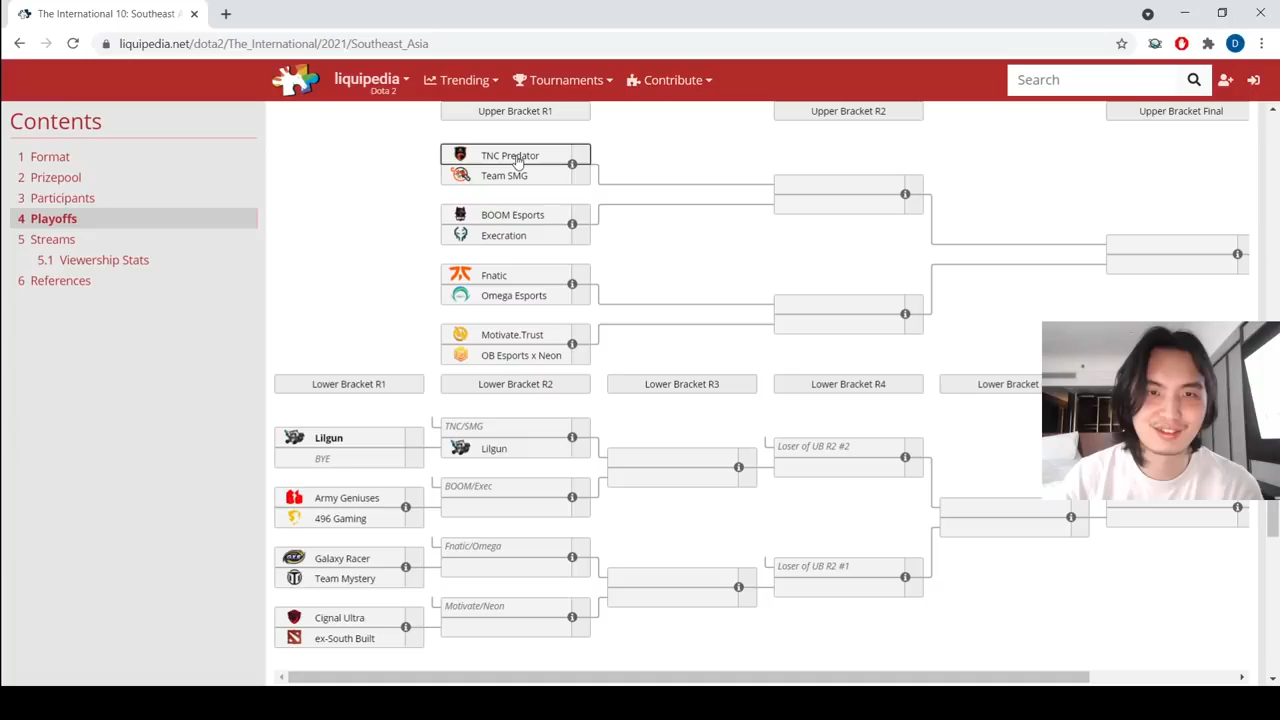 The International 10: Southeast A
liquipedia.net/dota2/The_International/2021/Southeast_Asia
D
liquipedia
Dota 2
Trending
Tournaments
Contribute
Search
Contents
1 Format
2 Prizepool
3 Participants
4 Playoffs
5 Streams
5.1 Viewership Stats
6 References
Upper Bracket R1
Upper Bracket R2
Upper Bracket Final
TNC Predator
Team SMG
BOOM Esports
Execration
Fnatic
Omega Esports
Motivate.Trust
OB Esports x Neon
Lower Bracket R1
Lower Bracket R2
Lower Bracket R3
Lower Bracket R4
Lower Bracket
Lilgun
BYE
Army Geniuses
496 Gaming
Galaxy Racer
Team Mystery
Cignal Ultra
ex-South Built
TNC/SMG
Lilgun
BOOM/Exec
Fnatic/Omega
Motivate/Neon
Loser of UB R2 #2
Loser of UB R2 #1